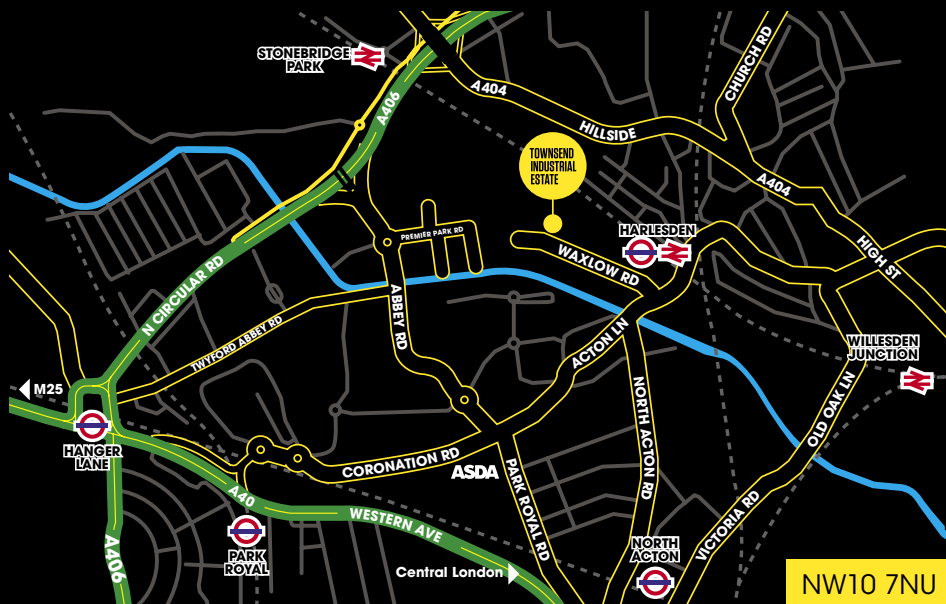 STONEBRIDGE
PARK
A406
A404
HILLSIDE
CHURCH RD
TOWNSEND
INDUSTRIAL
ESTATE
A404
HARLESDEN
HIGH ST
PREMIER PARK RD
WAXLOW RD
N CIRCULAR RD
ABBEY RD
TWYFORD ABBEY RD
ACTON LN
WILLESDEN
JUNCTION
M25
HANGER
LANE
NORTH ACTON RD
OLD OAK LN
CORONATION RD
ASDA
PARK ROYAL RD
A40
WESTERN AVE
VICTORIA RD
PARK
ROYAL
NORTH
ACTON
A406
Central London
NW10 7NU